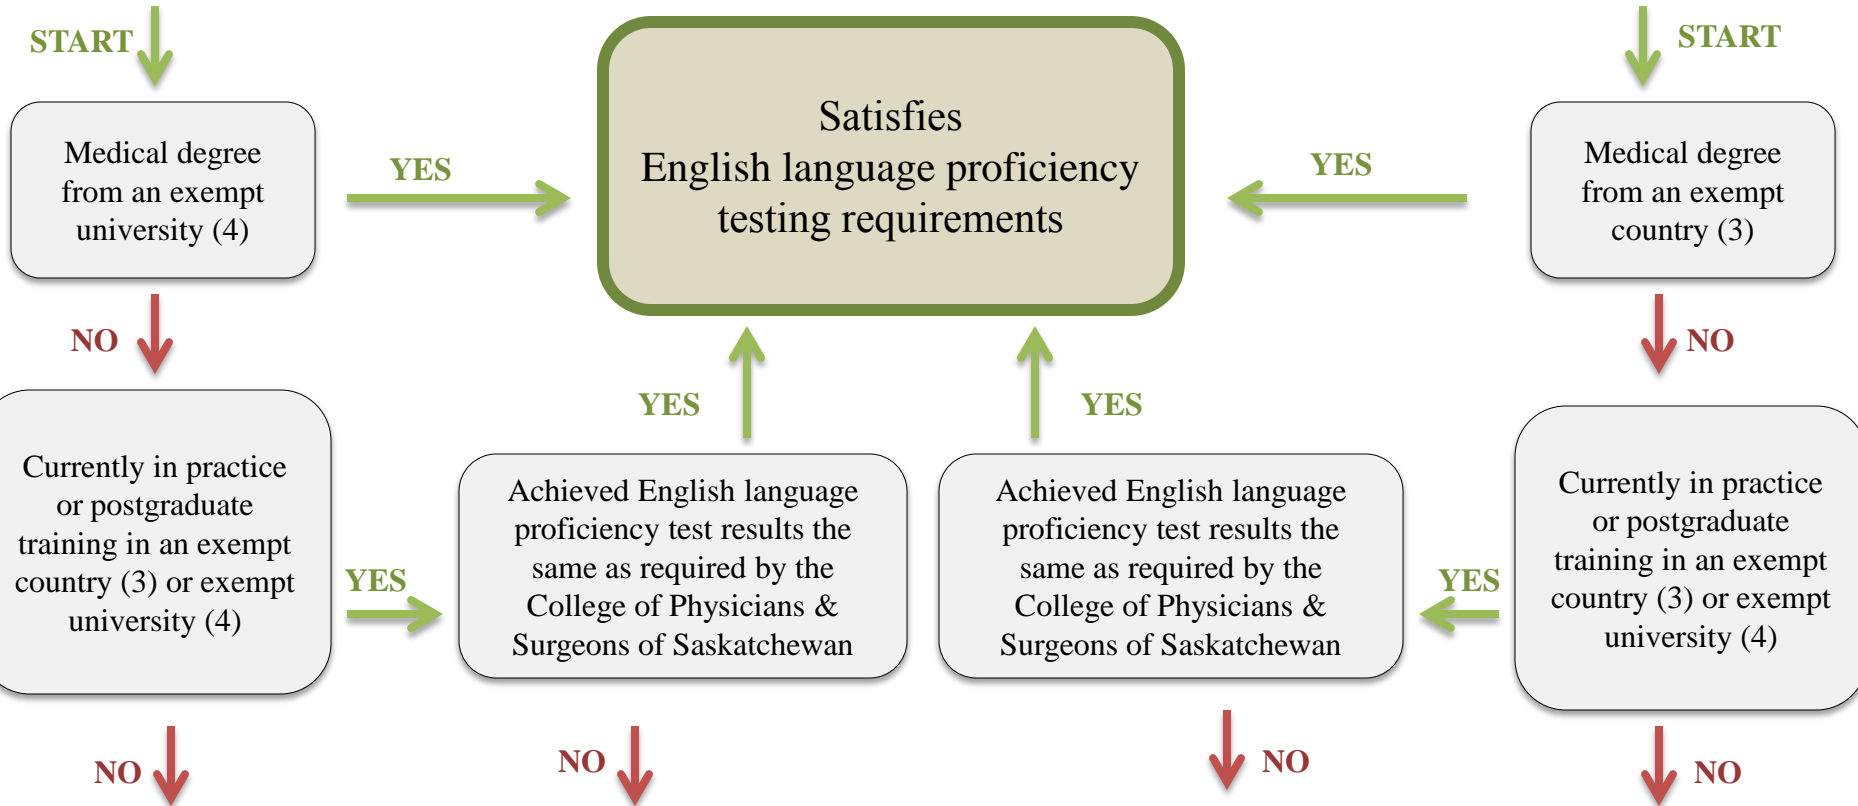 START
START
Medical degree
from an exempt
university (4)
YES
Satisfies
English language proficiency
testing requirements
YES
Medical degree
from an exempt
country (3)
NO
NO
YES
YES
Currently in practice
or postgraduate
training in an exempt
country (3) or exempt
university (4)
YES
Achieved English language
proficiency test results the
same as required by the
College of Physicians &
Surgeons of Saskatchewan
Achieved English language
proficiency test results the
same as required by the
College of Physicians &
Surgeons of Saskatchewan
YES
Currently in practice
or postgraduate
training in an exempt
country (3) or exempt
university (4)
NO
NO
NO
NO